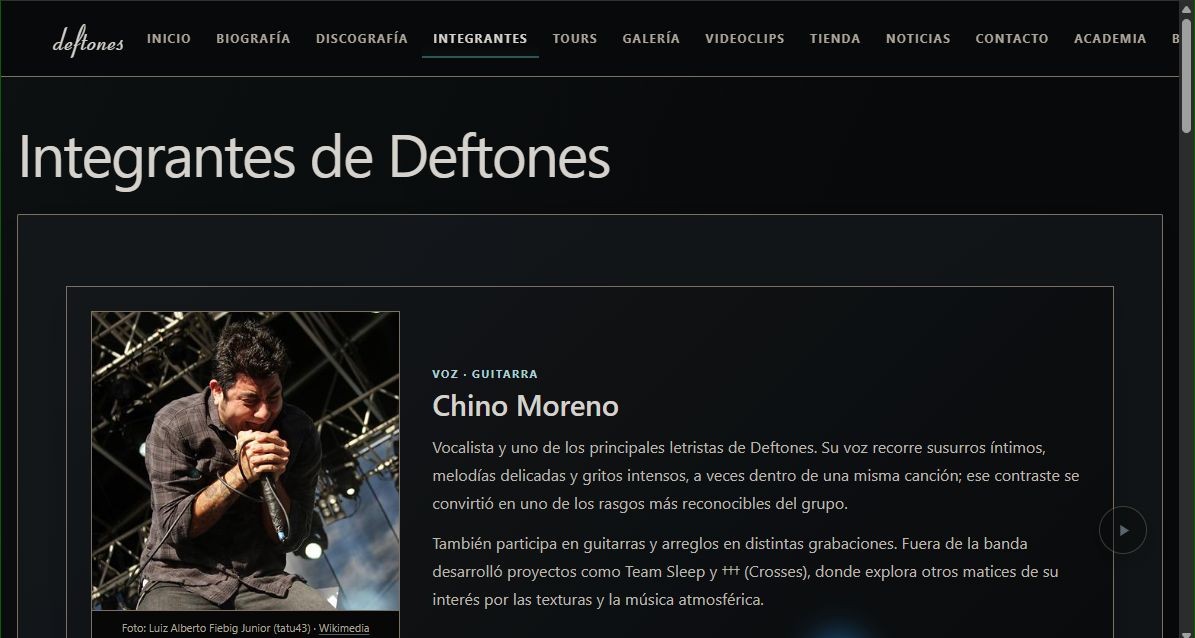 deftones
INICIO BIOGRAFÍA DISCOGRAFÍA INTEGRANTES TOURS GALERÍA VIDEOCLIPS TIENDA NOTICIAS CONTACTO ACADEMIA
Integrantes de Deftones
VOZ · GUITARRA
Chino Moreno
Vocalista y uno de los principales letristas de Deftones. Su voz recorre susurros íntimos,
melodías delicadas y gritos intensos, a veces dentro de una misma canción; ese contraste se
convirtió en uno de los rasgos más reconocibles del grupo.
También participa en guitarras y arreglos en distintas grabaciones. Fuera de la banda
desarrolló proyectos como Team Sleep y ††† (Crosses), donde explora otros matices de su
interés por las texturas y la música atmosférica.
Foto: Luiz Alberto Fiebig Junior (tatu43) · Wikimedia